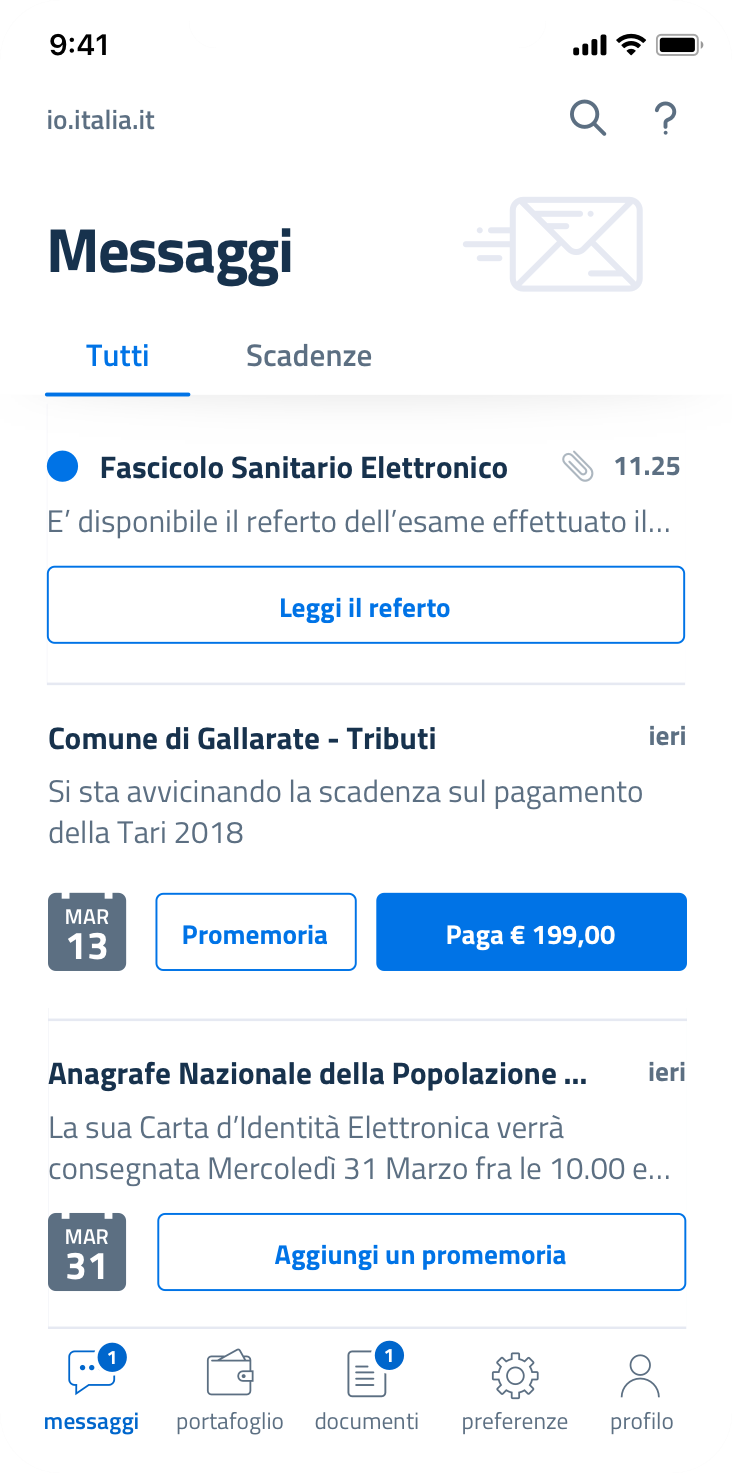 9:41
io.italia.it
?
Messaggi
Tutti
Scadenze
Fascicolo Sanitario Elettronico
11.25
E’ disponibile il referto dell’esame effettuato il...
Leggi il referto
Comune di Gallarate - Tributi
ieri
Si sta avvicinando la scadenza sul pagamento
della Tari 2018
MAR
13
Promemoria
Paga € 199,00
Anagrafe Nazionale della Popolazione ...
ieri
La sua Carta d’Identità Elettronica verrà
consegnata Mercoledì 31 Marzo fra le 10.00 e...
MAR
31
Aggiungi un promemoria
1
1
messaggi
portafoglio
documenti
preferenze
profilo